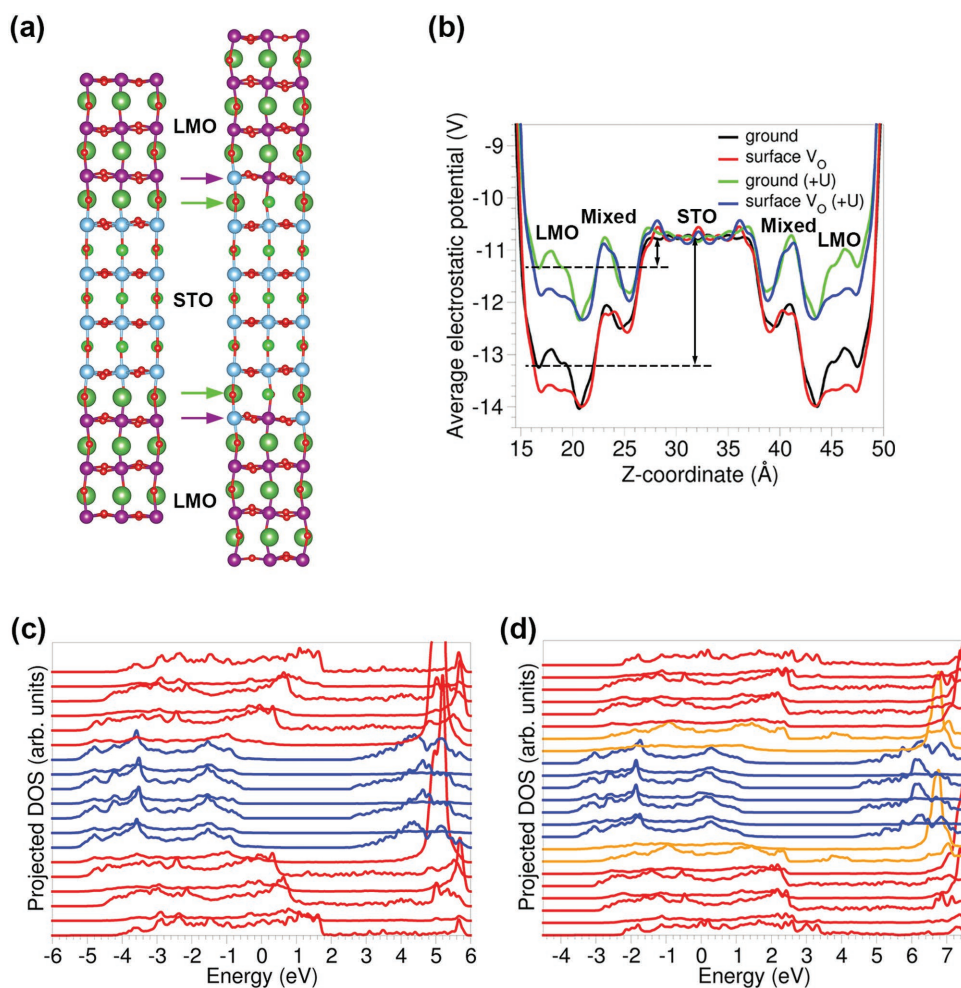 (a)
LMO
STO
LMO
(b)
Average electrostatic potential (V)
-9
-10
-11
-12
-13
-14
ground
surface VO
ground (+U)
surface VO (+U)
LMO Mixed STO Mixed LMO
15 20 25 30 35 40 45 50
Z-coordinate (Å)
(c)
Projected DOS (arb. units)
-6 -5 -4 -3 -2 -1 0 1 2 3 4 5 6
Energy (eV)
(d)
Projected DOS (arb. units)
-4 -3 -2 -1 0 1 2 3 4 5 6 7
Energy (eV)